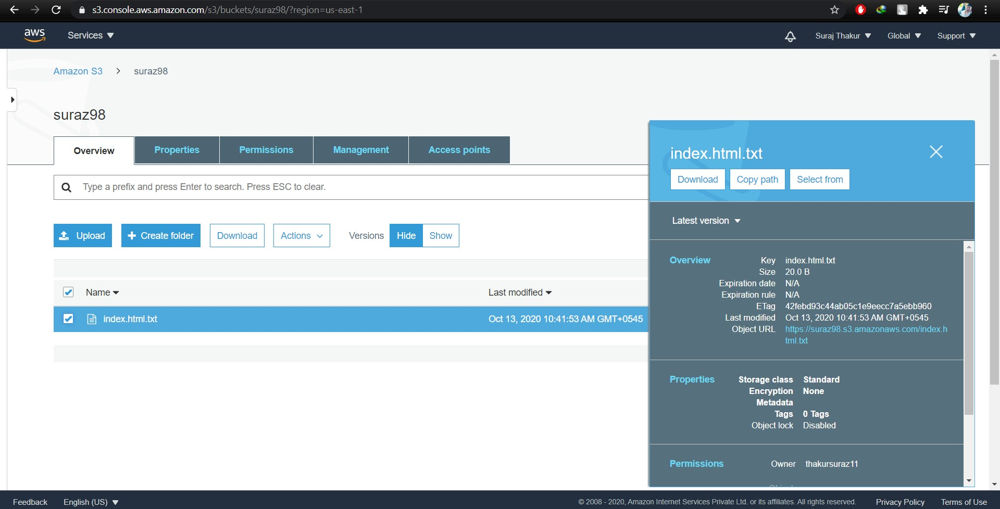 s3.console.aws.amazon.com/s3/buckets/suraz98/?region=us-east-1
aws
Services
Suraj Thakur
Global
Support
Amazon S3 > suraz98
suraz98
Overview
Properties
Permissions
Management
Access points
Type a prefix and press Enter to search. Press ESC to clear.
Upload
Create folder
Download
Actions
Versions
Hide
Show
Name
Last modified
index.html.txt
Oct 13, 2020 10:41:53 AM GMT+0545
index.html.txt
Download
Copy path
Select from
Latest version
Overview
Key index.html.txt
Size 20.0 B
Expiration date N/A
Expiration rule N/A
ETag 42febd93c44ab05c1e9eecc7a5ebb960
Last modified Oct 13, 2020 10:41:53 AM GMT+0545
Object URL https://suraz98.s3.amazonaws.com/index.h
tml.txt
Properties
Storage class Standard
Encryption None
Metadata
Tags 0 Tags
Object lock Disabled
Permissions
Owner thakursuraz11
Feedback
English (US)
© 2008 - 2020, Amazon Internet Services Private Ltd. or its affiliates. All rights reserved.
Privacy Policy
Terms of Use